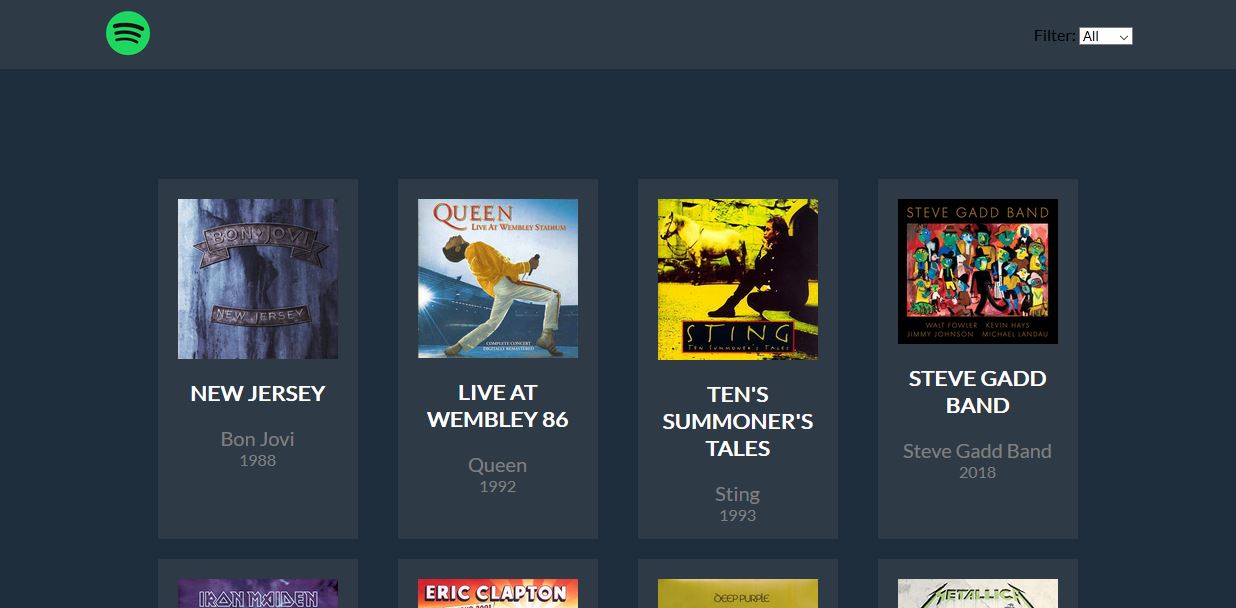 Filter: All
BON JOVI
NEW JERSEY
NEW JERSEY
Bon Jovi
1988
QUEEN
LIVE AT WEMBLEY STADIUM
COMPLETE CONCERT
DIGITALLY REMASTERED
LIVE AT
WEMBLEY 86
Queen
1992
STING
TEN SUMMONER'S TALES
TEN'S
SUMMONER'S
TALES
Sting
1993
STEVE GADD BAND
WALT FOWLER KEVIN HAYS
JIMMY JOHNSON MICHAEL LANDAU
STEVE GADD
BAND
Steve Gadd Band
2018
IRON MAIDEN
ERIC CLAPTON
DEEP PURPLE
METALLICA